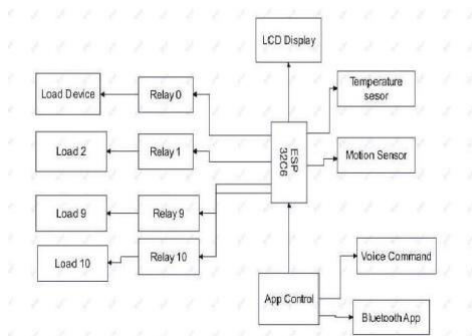 LCD Display
Load Device
Relay 0
Temperature
sesor
Load 2
Relay 1
ESP
32C6
Motion Sensor
Load 9
Relay 9
Load 10
Relay 10
App Control
Voice Command
Bluetooth App